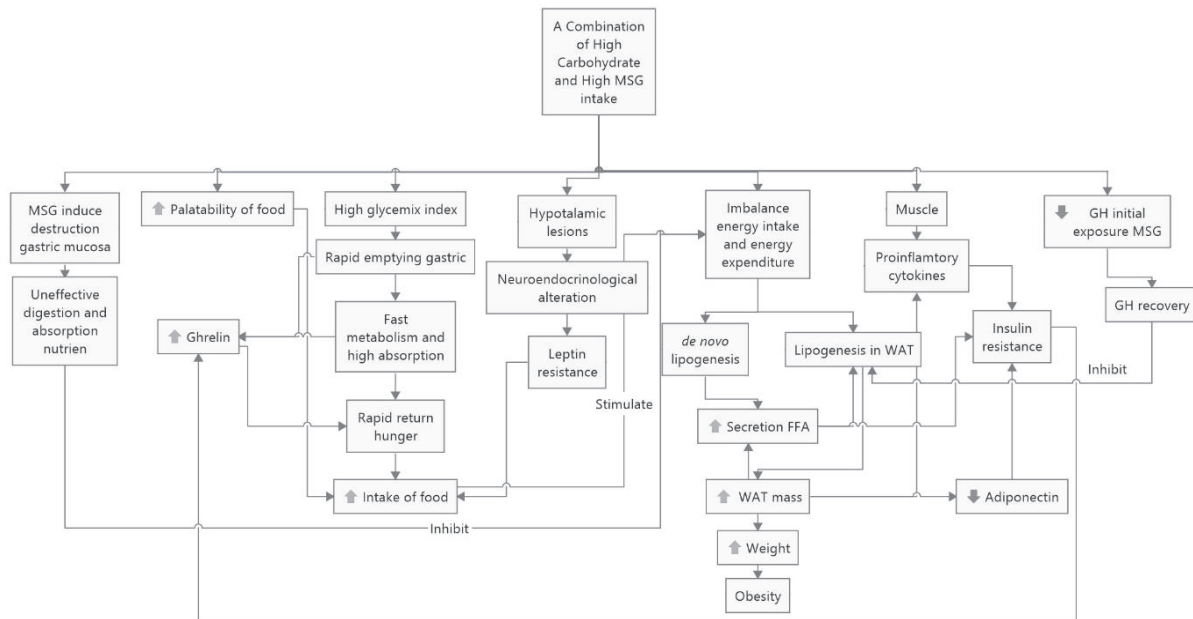 A Combination
of High
Carbohydrate
and High MSG
intake
MSG induce
destruction
gastric mucosa
Palatability of food
High glycemix index
Hypotalamic
lesions
Imbalance
energy intake
and energy
expenditure
Muscle
GH initial
exposure MSG
Rapid emptying gastric
Neuroendocrinological
alteration
Proinflamtory
cytokines
Uneffective
digestion and
absorption
nutrien
GH recovery
Ghrelin
Fast
metabolism and
high absorption
Leptin
resistance
de novo
lipogenesis
Lipogenesis in WAT
Insulin
resistance
Inhibit
Stimulate
Rapid return
hunger
Secretion FFA
Intake of food
WAT mass
Adiponectin
Inhibit
Weight
Obesity